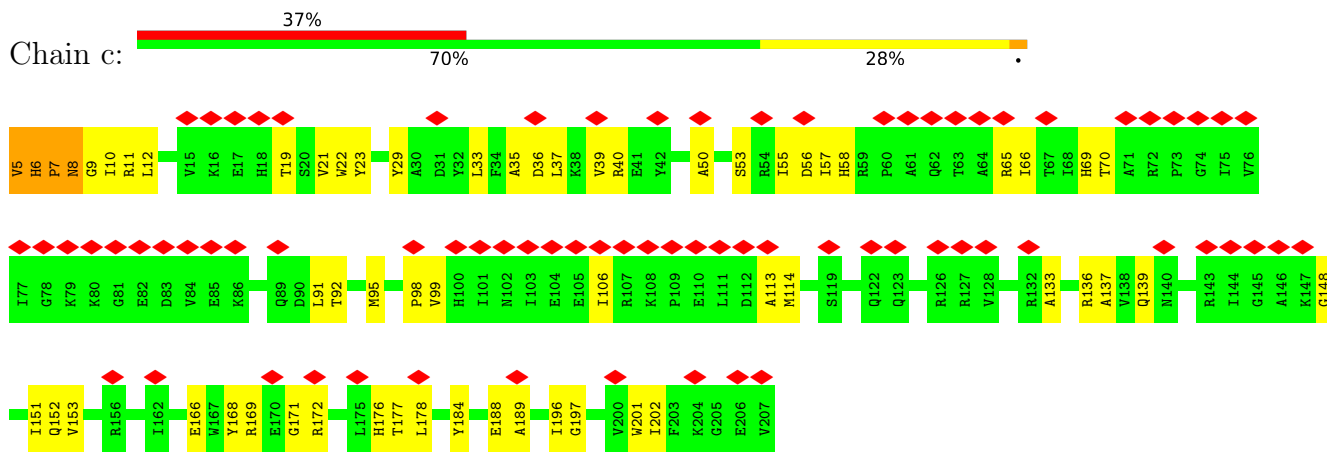 37%
Chain c:
70% 28% •
V5 H6 P7 N8 G9 I10 R11 L12 V15 K16 E17 H18 T19 S20 V21 W22 Y23 Y29 A30 D31 Y32 L33 F34 A35 D36 L37 K38 V39 R40 E41 Y42 A50 S53 R54 I55 D56 I57 H58 R59 P60 A61 Q62 T63 A64 R65 I66 T67 I68 H69 T70 A71 R72 P73 G74 I75 V76
I77 G78 K79 K80 G81 E82 D83 V84 E85 K86 Q89 D90 L91 T92 M95 P98 V99 H100 I101 N102 I103 E104 E105 I106 R107 K108 P109 E110 L111 D112 A113 M114 S119 Q122 Q123 R126 R127 V128 R132 A133 R136 A137 V138 Q139 N140 R143 I144 G145 A146 K147 G148
I151 Q152 V153 R156 I162 E166 W167 Y168 R169 E170 G171 R172 L175 H176 T177 L178 Y184 E188 A189 I196 G197 V200 W201 I202 F203 K204 G205 E206 V207